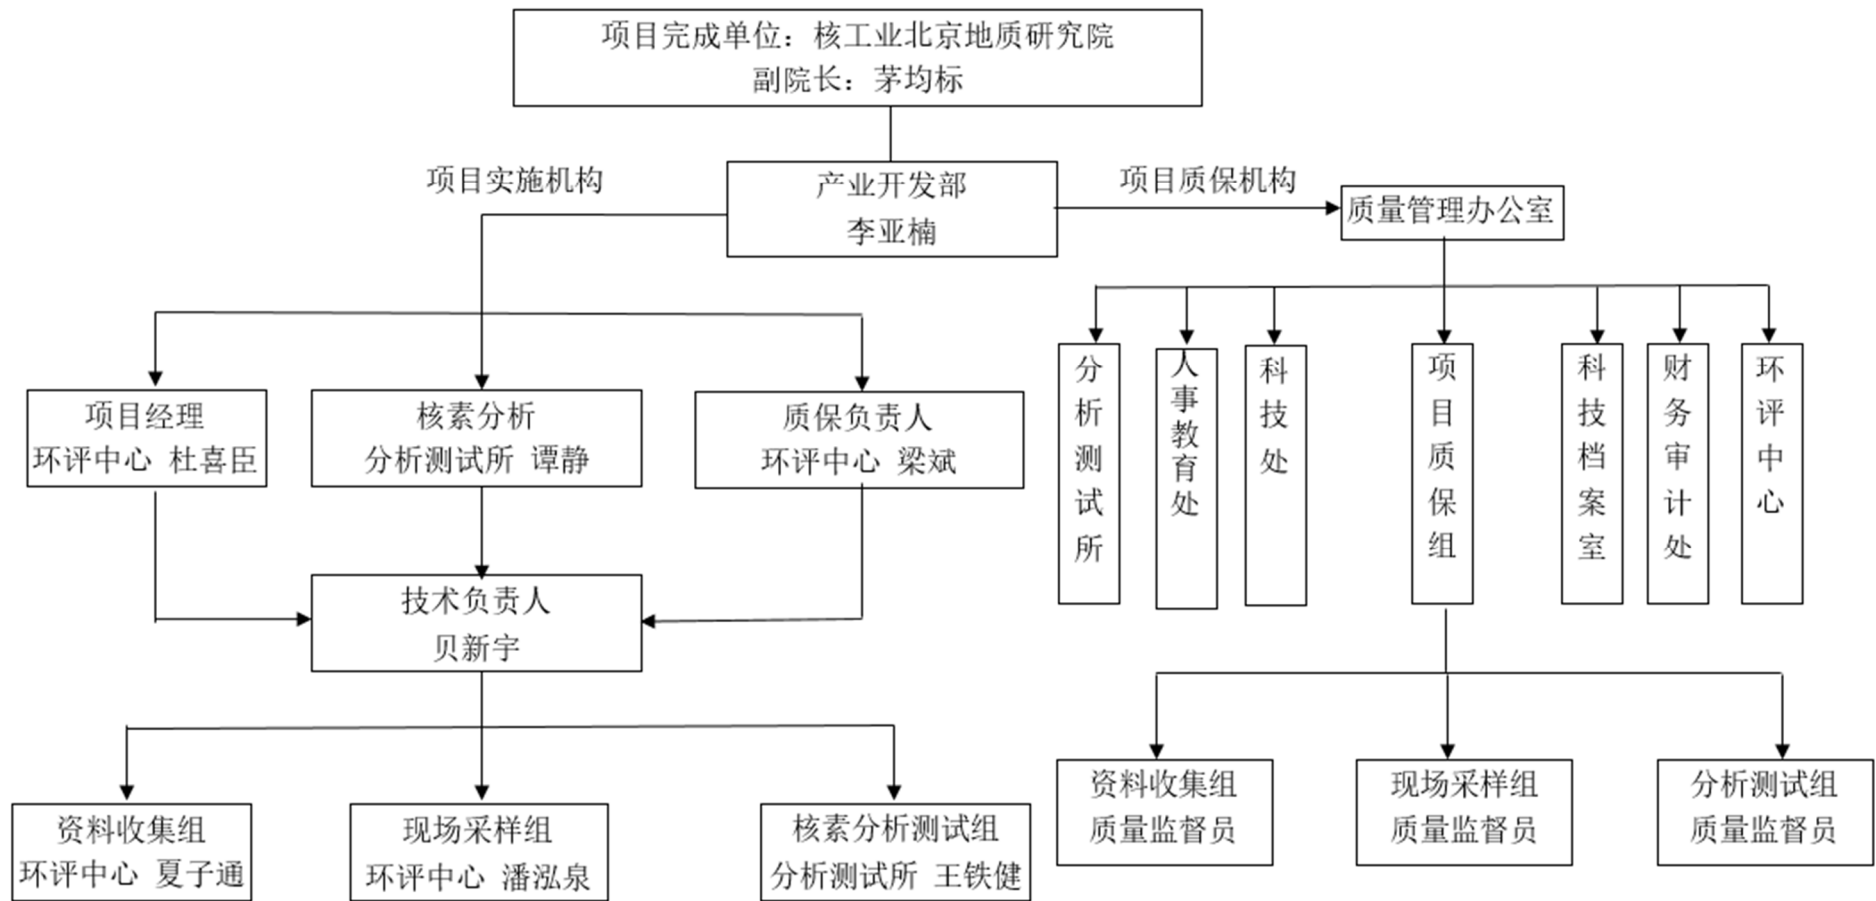 项目完成单位：核工业北京地质研究院
副院长：茅均标
项目实施机构
产业开发部
李亚楠
项目质保机构
质量管理办公室
项目经理
环评中心 杜喜臣
核素分析
分析测试所 谭静
质保负责人
环评中心 梁斌
技术负责人
贝新宇
资料收集组
环评中心 夏子通
现场采样组
环评中心 潘泓泉
核素分析测试组
分析测试所 王铁健
分析测试所
人事教育处
科技处
项目质保组
科技档案室
财务审计处
环评中心
资料收集组
质量监督员
现场采样组
质量监督员
分析测试组
质量监督员